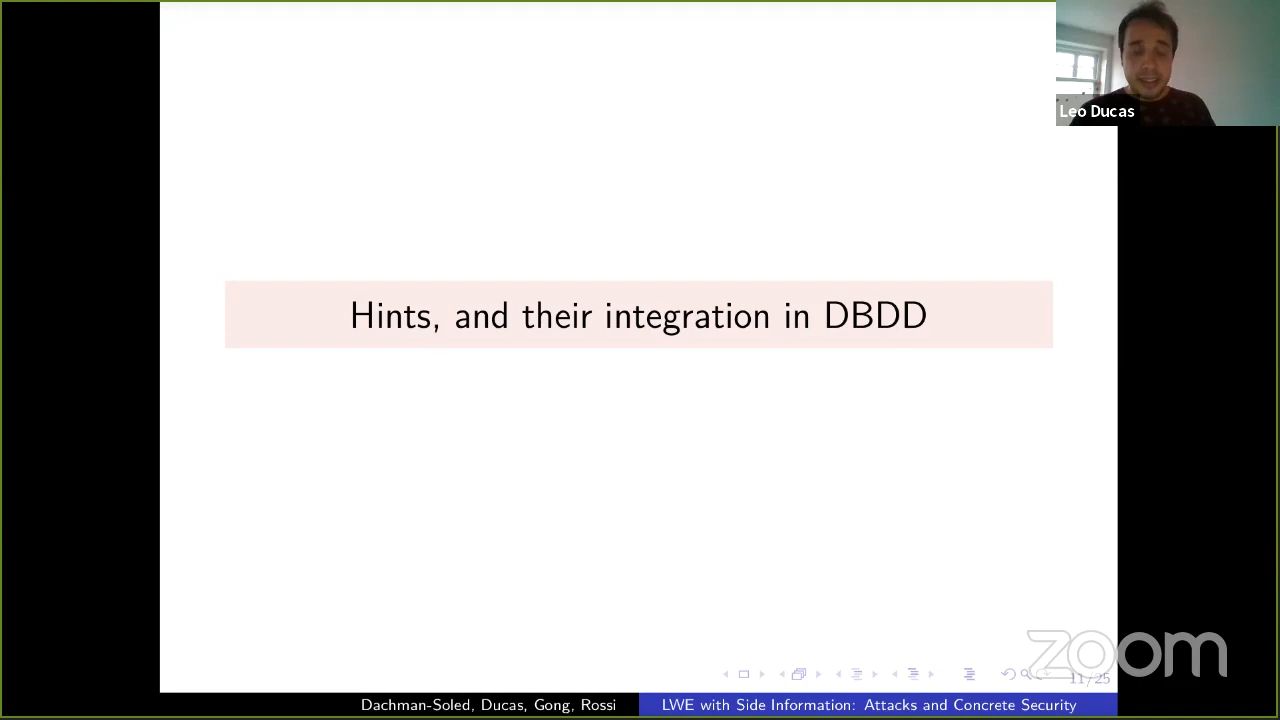 Leo Ducas
Hints, and their integration in DBDD
zoom
11/25
Dachman-Soled, Ducas, Gong, Rossi
LWE with Side Information: Attacks and Concrete Security